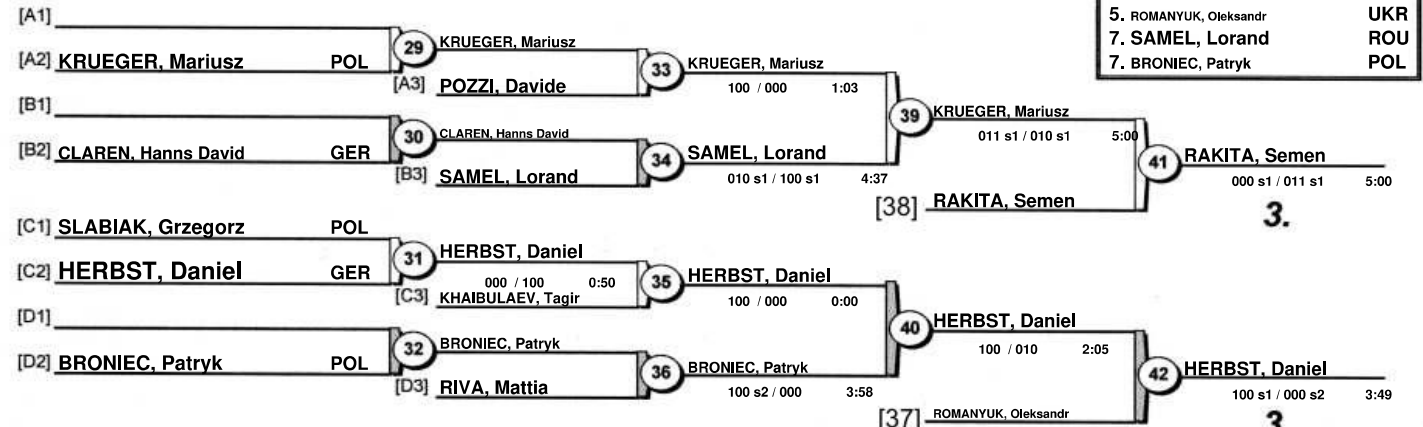 5. ROMANYUK, Oleksandr UKR
7. SAMEL, Lorand ROU
7. BRONIEC, Patryk POL
[A1]
[A2] KRUEGER, Mariusz POL
29
KRUEGER, Mariusz
[A3] POZZI, Davide
33
KRUEGER, Mariusz
100 / 000 1:03
[B1]
[B2] CLAREN, Hanns David GER
30
CLAREN, Hanns David
[B3] SAMEL, Lorand
34
SAMEL, Lorand
010 s1 / 100 s1 4:37
39
KRUEGER, Mariusz
011 s1 / 010 s1 5:00
[38] RAKITA, Semen
41
RAKITA, Semen
000 s1 / 011 s1 5:00
3.
[C1] SLABIAK, Grzegorz POL
[C2] HERBST, Daniel GER
31
HERBST, Daniel
000 / 100 0:50
[C3] KHAIBULAEV, Tagir
35
HERBST, Daniel
100 / 000 0:00
[D1]
[D2] BRONIEC, Patryk POL
32
BRONIEC, Patryk
[D3] RIVA, Mattia
36
BRONIEC, Patryk
100 s2 / 000 3:58
40
HERBST, Daniel
100 / 010 2:05
[37] ROMANYUK, Oleksandr
42
HERBST, Daniel
100 s1 / 000 s2 3:49
3.